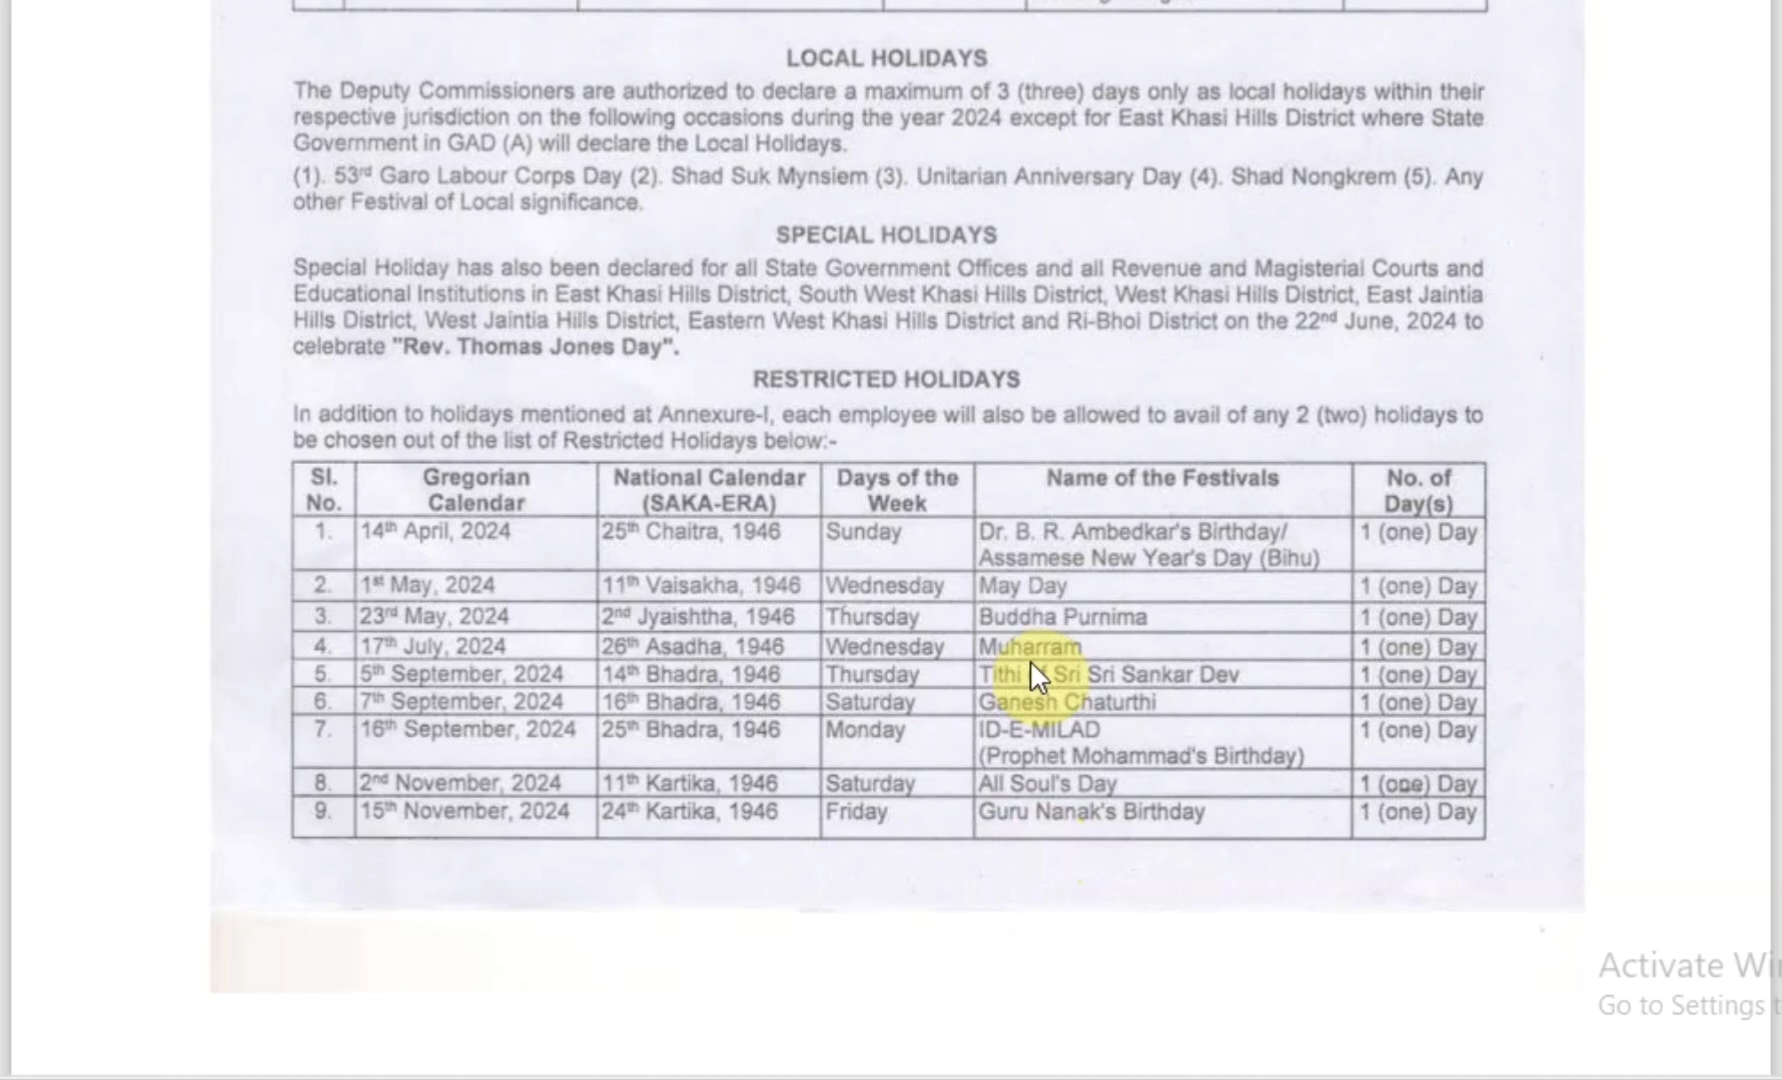 LOCAL HOLIDAYS
The Deputy Commissioners are authorized to declare a maximum of 3 (three) days only as local holidays within their
respective jurisdiction on the following occasions during the year 2024 except for East Khasi Hills District where State
Government in GAD (A) will declare the Local Holidays.
(1). 53rd Garo Labour Corps Day (2). Shad Suk Mynsiem (3). Unitarian Anniversary Day (4). Shad Nongkrem (5). Any
other Festival of Local significance.
SPECIAL HOLIDAYS
Special Holiday has also been declared for all State Government Offices and all Revenue and Magisterial Courts and
Educational Institutions in East Khasi Hills District, South West Khasi Hills District, West Khasi Hills District, East Jaintia
Hills District, West Jaintia Hills District, Eastern West Khasi Hills District and Ri-Bhoi District on the 22nd June, 2024 to
celebrate "Rev. Thomas Jones Day".
RESTRICTED HOLIDAYS
In addition to holidays mentioned at Annexure-I, each employee will also be allowed to avail of any 2 (two) holidays to
be chosen out of the list of Restricted Holidays below:-
Sl. No. Gregorian Calendar National Calendar (SAKA-ERA) Days of the Week Name of the Festivals No. of Day(s)
1. 14th April, 2024 25th Chaitra, 1946 Sunday Dr. B. R. Ambedkar's Birthday/ 1 (one) Day
Assamese New Year's Day (Bihu)
2. 1st May, 2024 11th Vaisakha, 1946 Wednesday May Day 1 (one) Day
3. 23rd May, 2024 2nd Jyaishtha, 1946 Thursday Buddha Purnima 1 (one) Day
4. 17th July, 2024 26th Asadha, 1946 Wednesday Muharram 1 (one) Day
5. 5th September, 2024 14th Bhadra, 1946 Thursday Tithi Sri Sri Sankar Dev 1 (one) Day
6. 7th September, 2024 16th Bhadra, 1946 Saturday Ganesh Chaturthi 1 (one) Day
7. 16th September, 2024 25th Bhadra, 1946 Monday ID-E-MILAD 1 (one) Day
(Prophet Mohammad's Birthday)
8. 2nd November, 2024 11th Kartika, 1946 Saturday All Soul's Day 1 (one) Day
9. 15th November, 2024 24th Kartika, 1946 Friday Guru Nanak's Birthday 1 (one) Day
Activate Wi
Go to Settings t